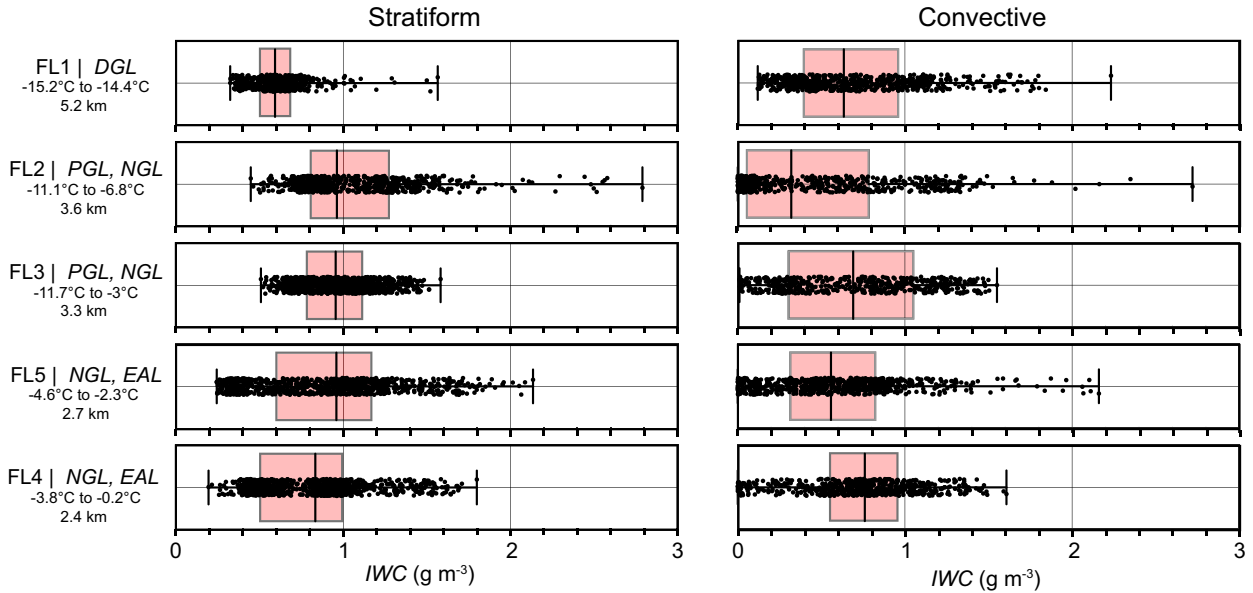 Stratiform
Convective
FL1 | DGL
-15.2°C to -14.4°C
5.2 km
FL2 | PGL, NGL
-11.1°C to -6.8°C
3.6 km
FL3 | PGL, NGL
-11.7°C to -3°C
3.3 km
FL5 | NGL, EAL
-4.6°C to -2.3°C
2.7 km
FL4 | NGL, EAL
-3.8°C to -0.2°C
2.4 km
0 1 2 3
IWC (g m⁻³)
0 1 2 3
IWC (g m⁻³)